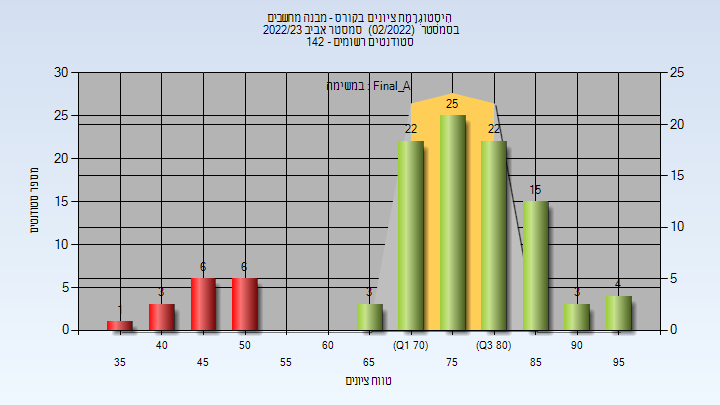 היסטוגרמת ציונים בקורס - מבנה מחשבים
בסמסטר (02/2022) סמסטר אביב 2022/23
סטודנטים רשומים - 142
במשימה : Final_A
מספר סטודנטים
30 25 20 15 10 5 0
25 20 15 10 5 0
1 3 6 6 3 22 25 22 15 3 4
40 50 60 (Q1 70) (Q3 80) 90
35 45 55 65 75 85 95
טווח ציונים